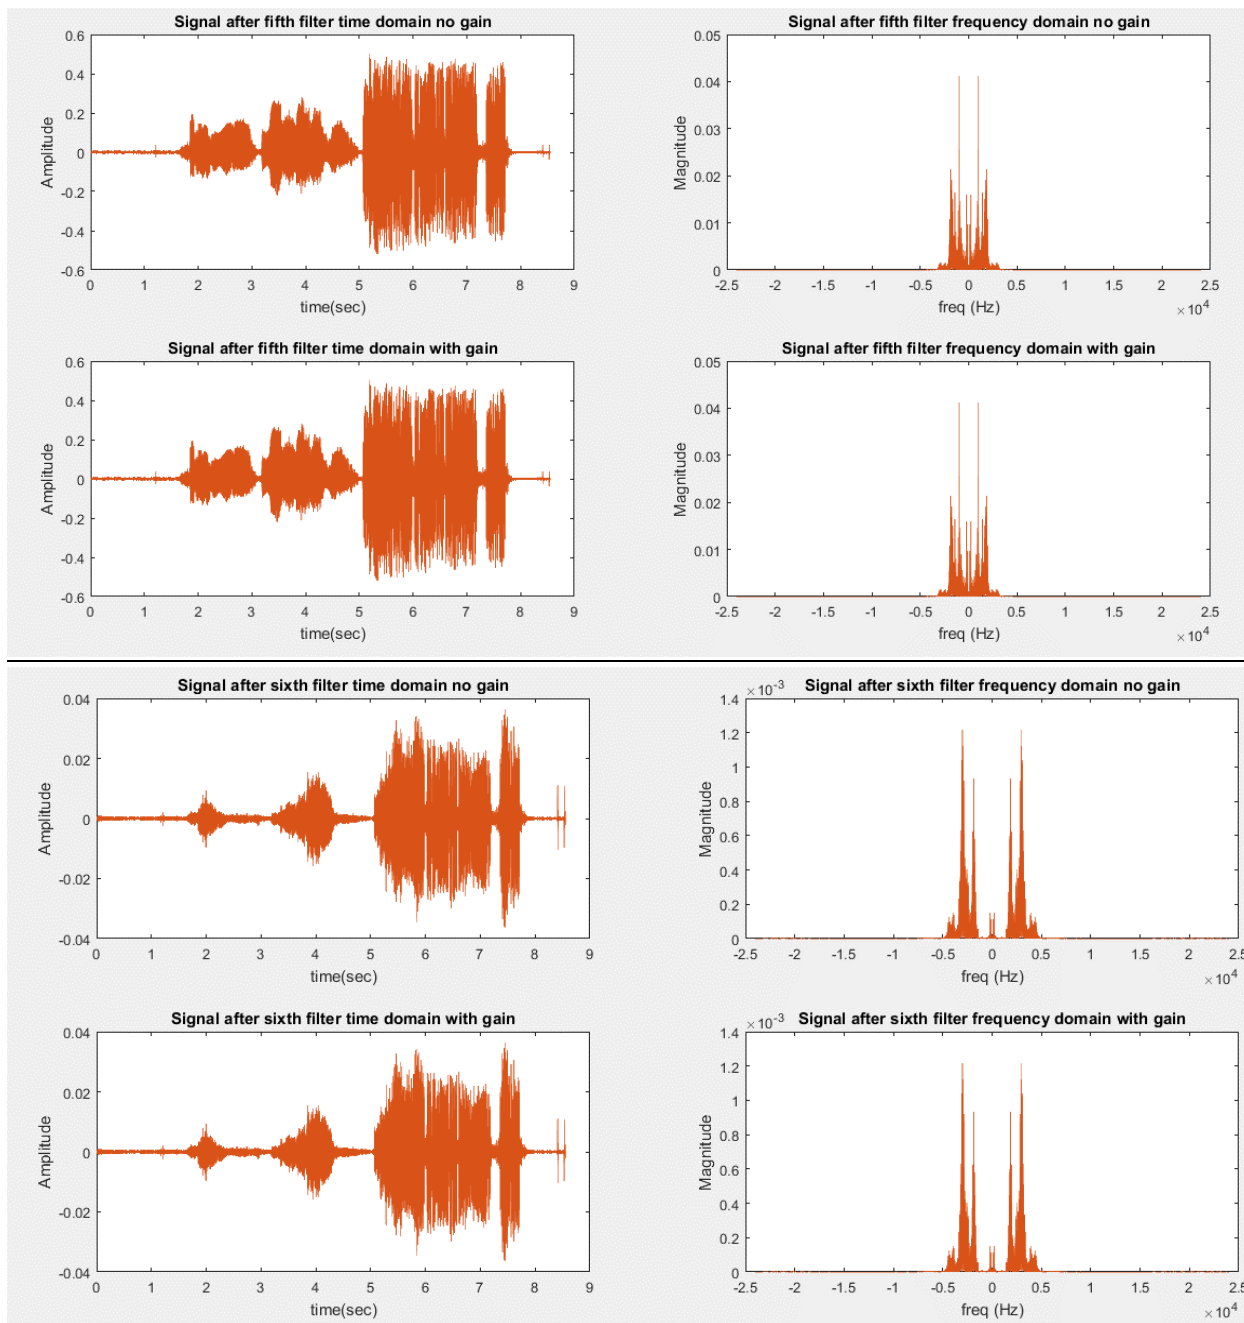 Signal after fifth filter time domain no gain
0.6
0.4
0.2
0
-0.2
-0.4
-0.6
Amplitude
0 1 2 3 4 5 6 7 8 9
time(sec)
Signal after fifth filter frequency domain no gain
0.05
0.04
0.03
0.02
0.01
0
Magnitude
-2.5 -2 -1.5 -1 -0.5 0 0.5 1 1.5 2 2.5
freq (Hz)
×10^4
Signal after fifth filter time domain with gain
0.6
0.4
0.2
0
-0.2
-0.4
-0.6
Amplitude
0 1 2 3 4 5 6 7 8 9
time(sec)
Signal after fifth filter frequency domain with gain
0.05
0.04
0.03
0.02
0.01
0
Magnitude
-2.5 -2 -1.5 -1 -0.5 0 0.5 1 1.5 2 2.5
freq (Hz)
×10^4
Signal after sixth filter time domain no gain
0.04
0.02
0
-0.02
-0.04
Amplitude
0 1 2 3 4 5 6 7 8 9
time(sec)
Signal after sixth filter frequency domain no gain
×10^-3
1.4
1.2
1
0.8
0.6
0.4
0.2
0
Magnitude
-2.5 -2 -1.5 -1 -0.5 0 0.5 1 1.5 2 2.5
freq (Hz)
×10^4
Signal after sixth filter time domain with gain
0.04
0.02
0
-0.02
-0.04
Amplitude
0 1 2 3 4 5 6 7 8 9
time(sec)
Signal after sixth filter frequency domain with gain
×10^-3
1.4
1.2
1
0.8
0.6
0.4
0.2
0
Magnitude
-2.5 -2 -1.5 -1 -0.5 0 0.5 1 1.5 2 2.5
freq (Hz)
×10^4